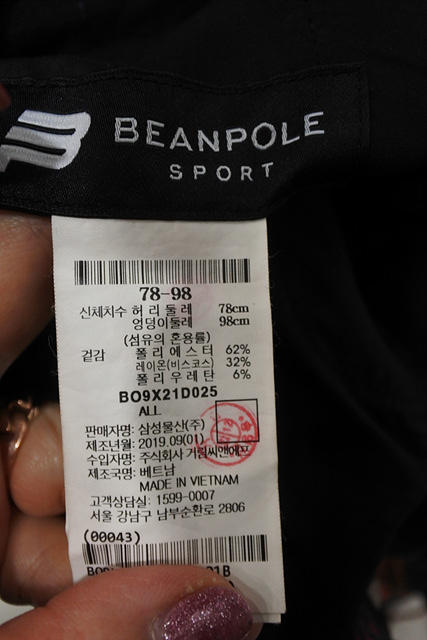 BEANPOLE
SPORT
78-98
신체치수 허리둘레 78cm
엉덩이둘레 98cm
(섬유의 혼용률)
겉감 폴리에스터 62%
레이온(비스코스) 32%
폴리우레탄 6%
BO9X21D025
ALL
판매자명: 삼성물산(주)
제조년월: 2019.09(01)
수입자명: 주식회사 거림씨앤에프
제조국명: 베트남
MADE IN VIETNAM
고객상담실: 1599-0007
서울 강남구 남부순환로 2806
(00043)